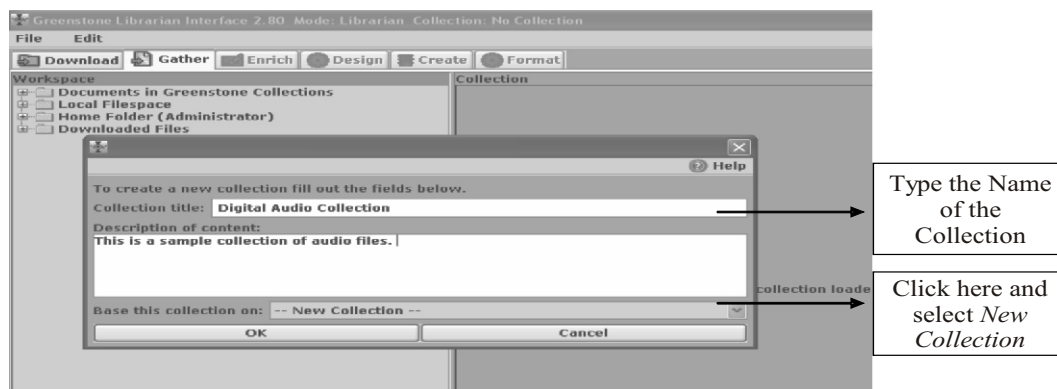 Greenstone Librarian Interface 2.80 Mode: Librarian Collection: No Collection
File Edit
Download Gather Enrich Design Create Format
Workspace
Collection
Documents in Greenstone Collections
Local Filespace
Home Folder (Administrator)
Downloaded Files
Help
To create a new collection fill out the fields below.
Collection title: Digital Audio Collection
Description of content:
This is a sample collection of audio files.
collection loade
Base this collection on: -- New Collection --
OK Cancel
Type the Name
of the
Collection
Click here and
select New
Collection